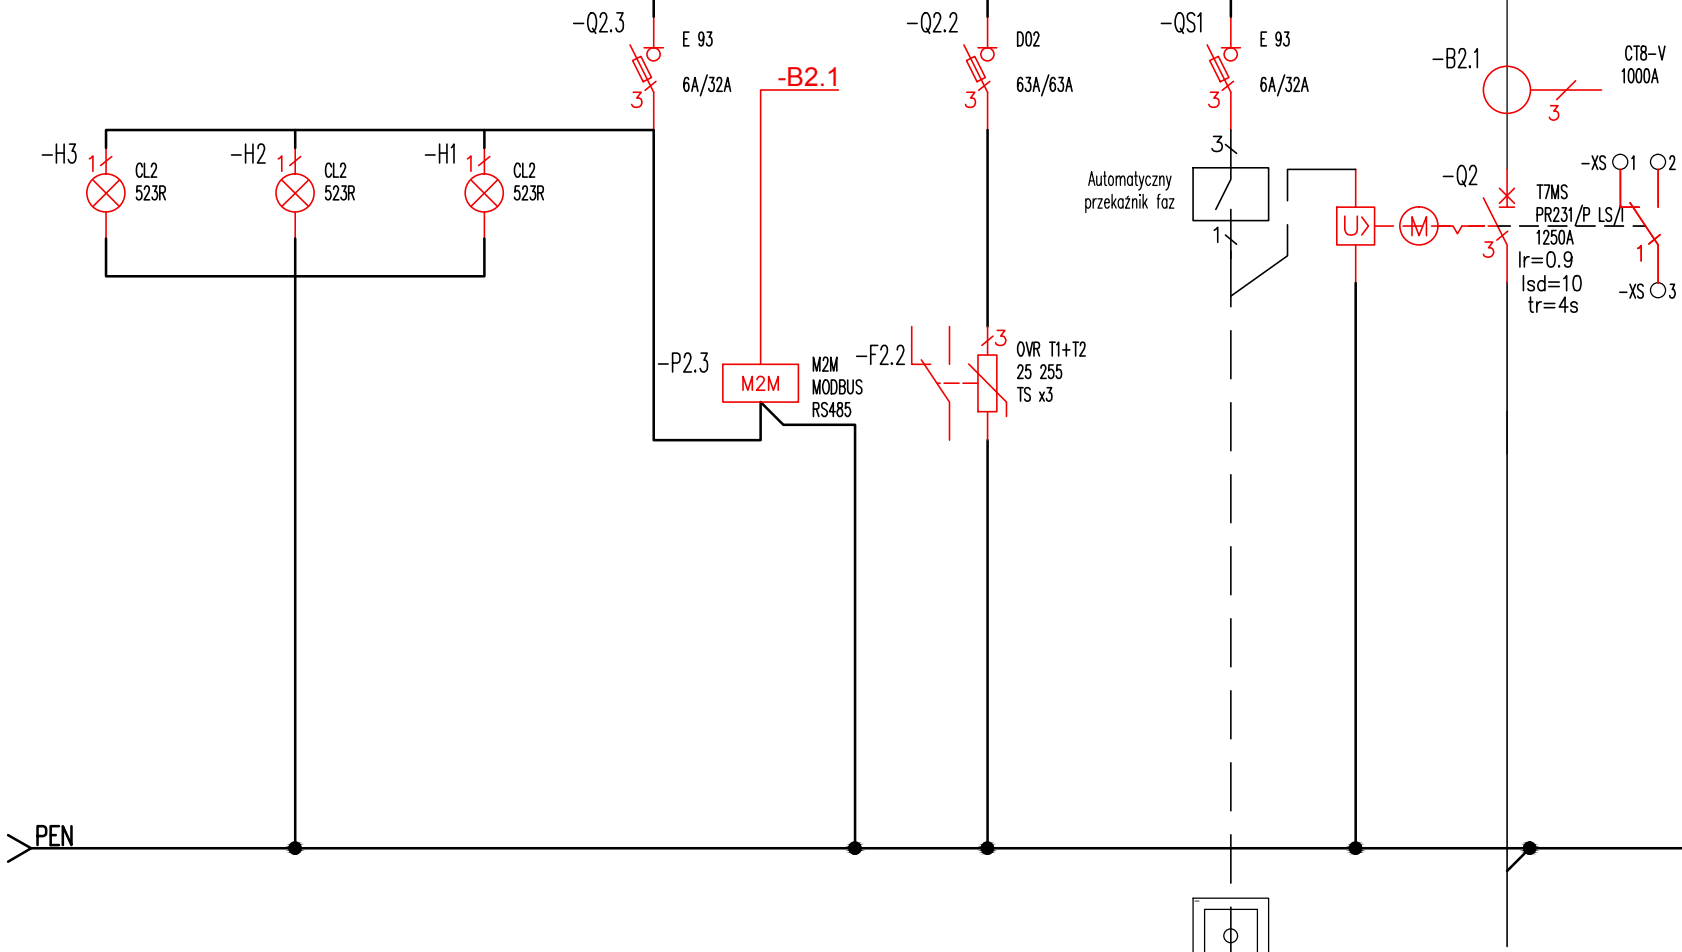 -Q2.3
E 93
6A/32A
3
-B2.1
-Q2.2
D02
63A/63A
3
-QS1
E 93
6A/32A
3
-B2.1
CT8-V
1000A
3
-H3
1
CL2
523R
-H2
1
CL2
523R
-H1
1
CL2
523R
3
Automatyczny
przekaźnik faz
1
U>
M
-Q2
T7MS
PR231/P LS/I
1250A
3
Ir=0.9
Isd=10
tr=4s
-XS
1
2
1
-XS
3
-P2.3
M2M
M2M
MODBUS
RS485
-F2.2
3
OVR T1+T2
25 255
TS x3
PEN